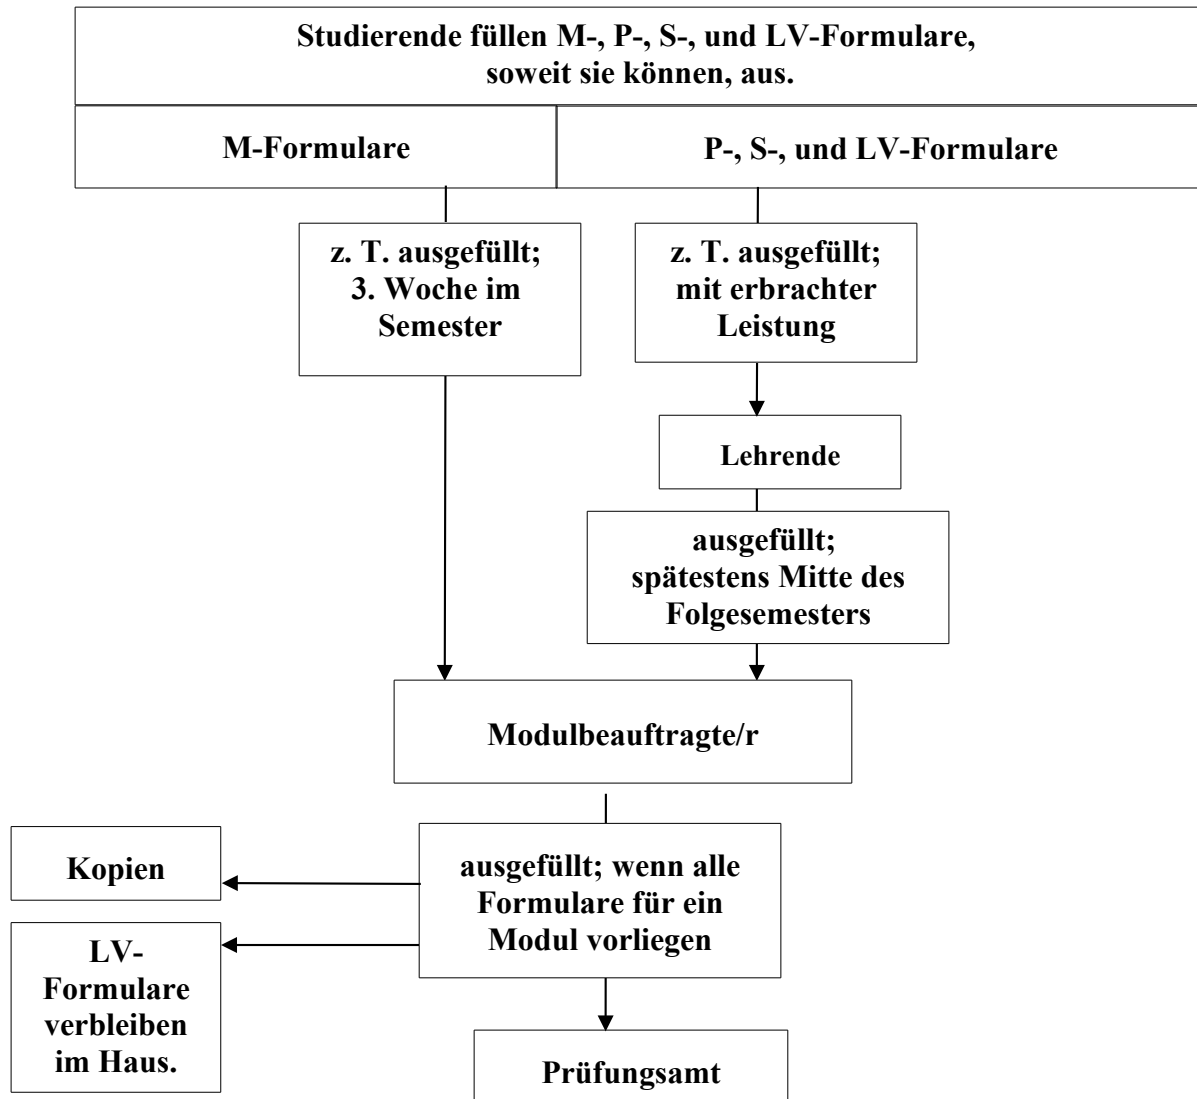 Studierende füllen M-, P-, S-, und LV-Formulare,
soweit sie können, aus.
M-Formulare
P-, S-, und LV-Formulare
z. T. ausgefüllt;
3. Woche im
Semester
z. T. ausgefüllt;
mit erbrachter
Leistung
Lehrende
ausgefüllt;
spätestens Mitte des
Folgesemesters
Modulbeauftragte/r
Kopien
ausgefüllt; wenn alle
Formulare für ein
Modul vorliegen
LV-
Formulare
verbleiben
im Haus.
Prüfungsamt